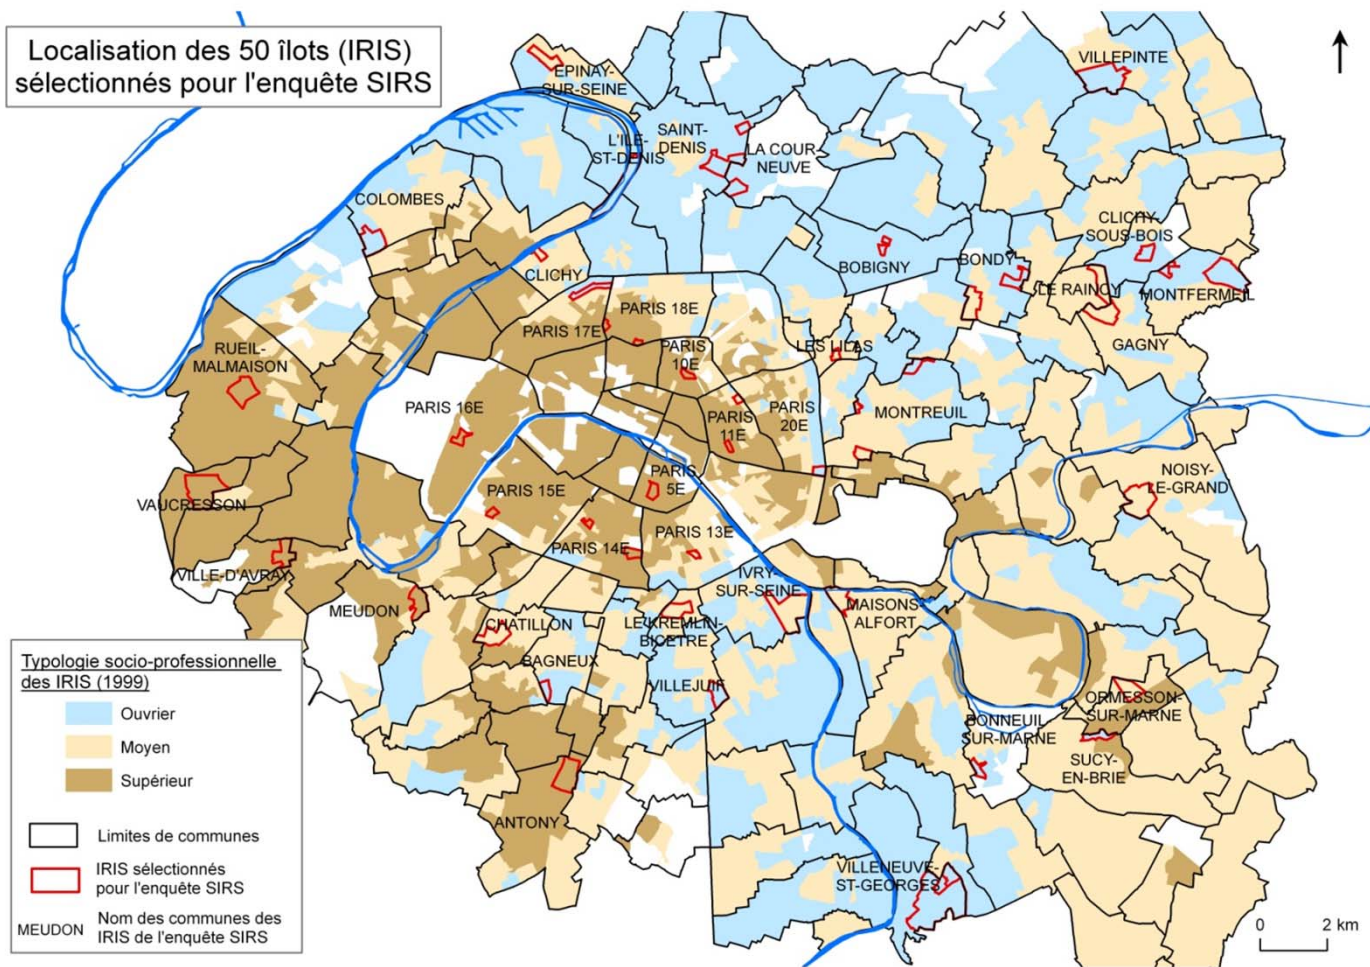 Localisation des 50 îlots (IRIS)
sélectionnés pour l'enquête SIRS
VILLEPINTE
EPINAY-
SUR-SEINE
L'ILE-
ST-DENIS
SAINT-
DENIS
LA COUR-
NEUVE
COLOMBES
CLICHY-
SOUS-BOIS
CLICHY
BOBIGNY
BONDY
LE RAINCY
MONTFERMEIL
PARIS 18E
PARIS 17E
RUEIL-
MALMAISON
PARIS
10E
LES LILAS
GAGNY
PARIS 16E
PARIS
11E
PARIS
20E
MONTREUIL
NOISY-
LE-GRAND
PARIS 15E
PARIS
5E
VAUCRESSON
PARIS 14E
PARIS 13E
VILLE-D'AVRAY
IVRY-
SUR-SEINE
MEUDON
MAISONS-
ALFORT
CHATILLON
LE KREMLIN-
BICETRE
BAGNEUX
VILLEJUIF
ORMESSON-
SUR-MARNE
BONNEUIL
SUR-MARNE
SUCY-
EN-BRIE
ANTONY
VILLENEUVE-
ST-GEORGES
Typologie socio-professionnelle
des IRIS (1999)
Ouvrier
Moyen
Supérieur
Limites de communes
IRIS sélectionnés
pour l'enquête SIRS
MEUDON
Nom des communes des
IRIS de l'enquête SIRS
0 2 km